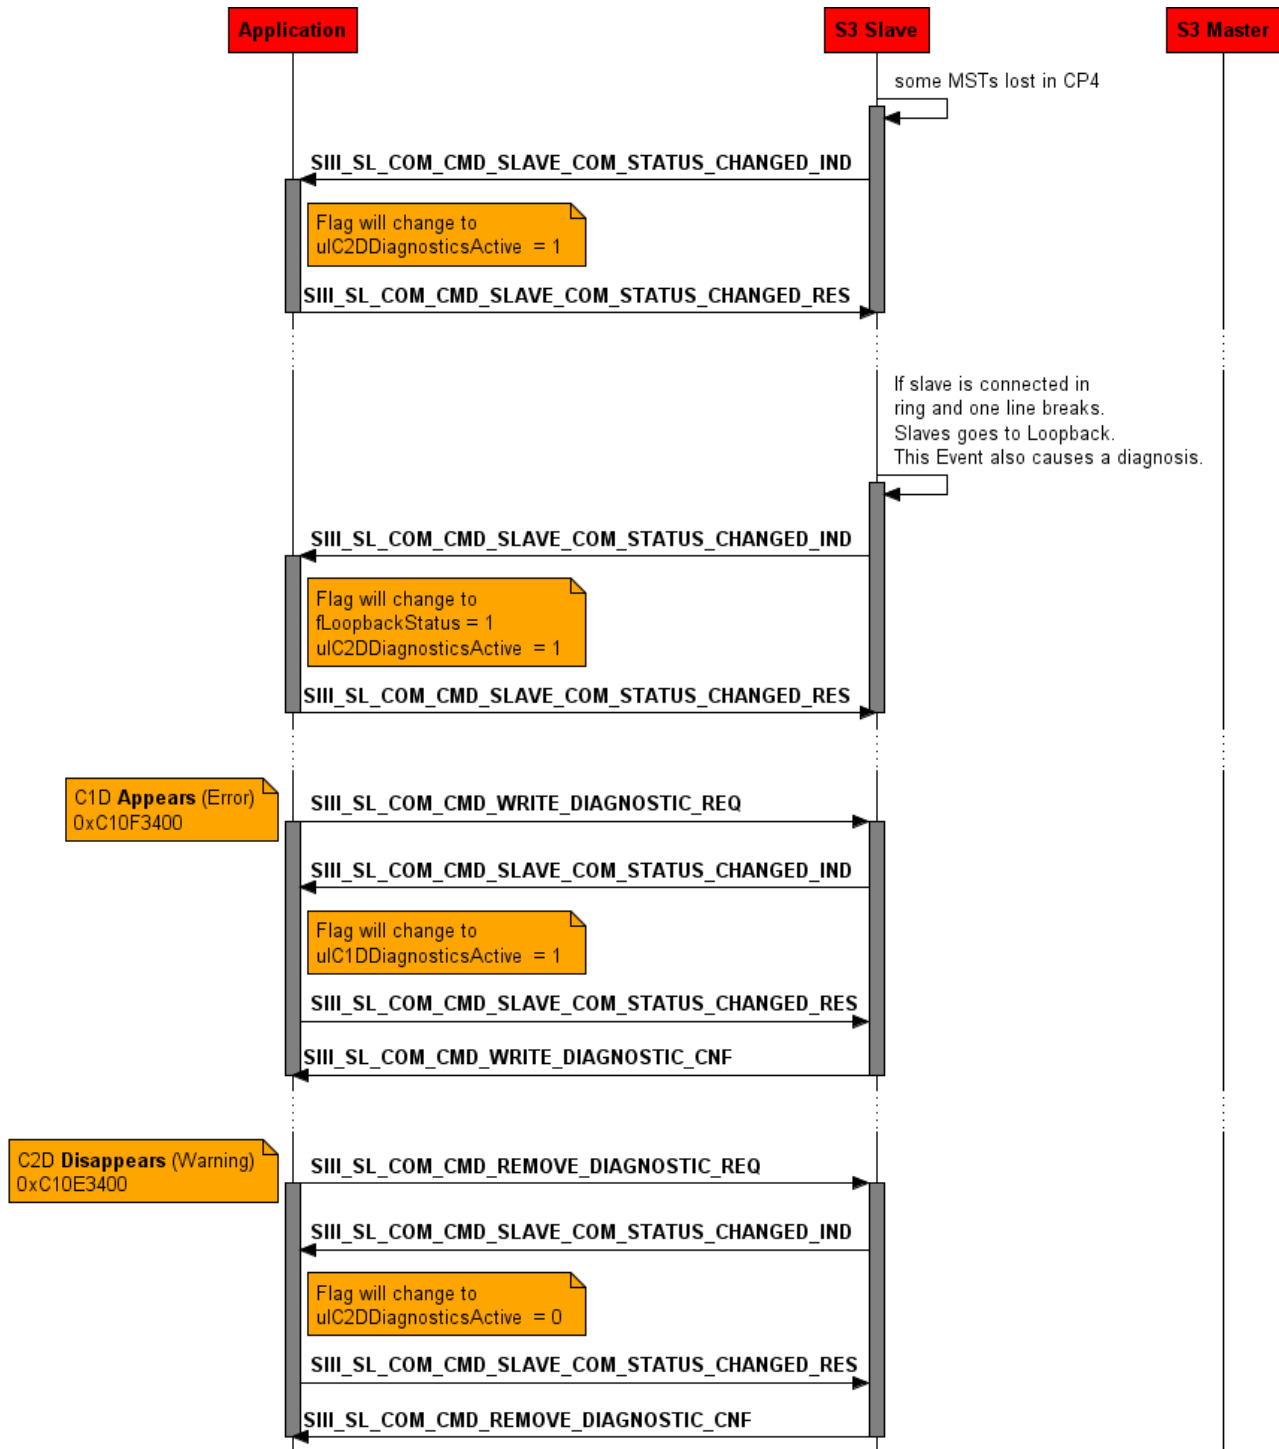 Application
S3 Slave
S3 Master
some MSTs lost in CP4
SIII_SL_COM_CMD_SLAVE_COM_STATUS_CHANGED_IND
Flag will change to
ulC2DDiagnosticsActive = 1
SIII_SL_COM_CMD_SLAVE_COM_STATUS_CHANGED_RES
If slave is connected in
ring and one line breaks.
Slaves goes to Loopback.
This Event also causes a diagnosis.
SIII_SL_COM_CMD_SLAVE_COM_STATUS_CHANGED_IND
Flag will change to
fLoopbackStatus = 1
ulC2DDiagnosticsActive = 1
SIII_SL_COM_CMD_SLAVE_COM_STATUS_CHANGED_RES
C1D Appears (Error)
0xC10F3400
SIII_SL_COM_CMD_WRITE_DIAGNOSTIC_REQ
SIII_SL_COM_CMD_SLAVE_COM_STATUS_CHANGED_IND
Flag will change to
ulC1DDiagnosticsActive = 1
SIII_SL_COM_CMD_SLAVE_COM_STATUS_CHANGED_RES
SIII_SL_COM_CMD_WRITE_DIAGNOSTIC_CNF
C2D Disappears (Warning)
0xC10E3400
SIII_SL_COM_CMD_REMOVE_DIAGNOSTIC_REQ
SIII_SL_COM_CMD_SLAVE_COM_STATUS_CHANGED_IND
Flag will change to
ulC2DDiagnosticsActive = 0
SIII_SL_COM_CMD_SLAVE_COM_STATUS_CHANGED_RES
SIII_SL_COM_CMD_REMOVE_DIAGNOSTIC_CNF